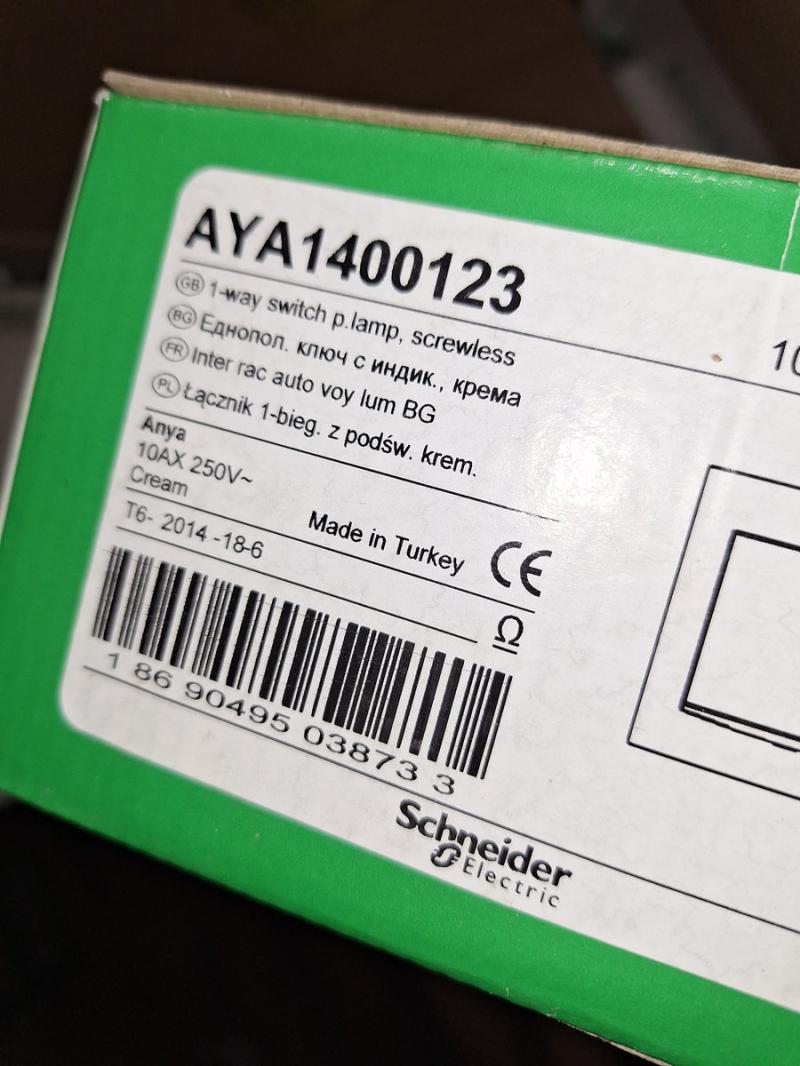 AYA1400123
GB 1-way switch p.lamp, screwless
BG Еднопол. ключ с индик., крема
FR Inter rac auto voy lum BG
PL Łącznik 1-bieg. z podśw. krem.
10
Anya
10AX 250V~
Cream
T6- 2014 -18-6
Made in Turkey CE
Ω
1 86 90495 03873 3
Schneider
Electric